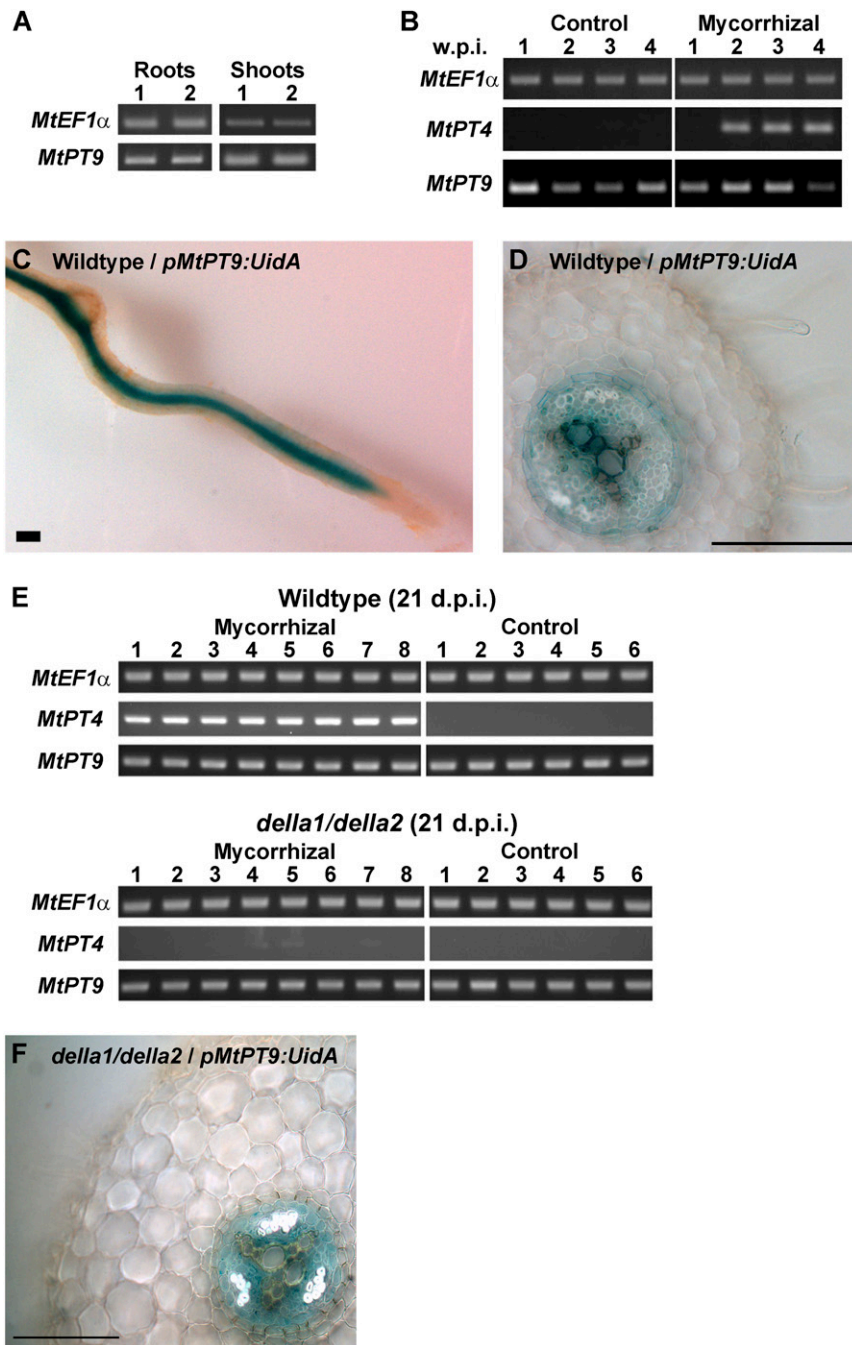 A
Roots Shoots
1 2 1 2
MtEF1α
MtPT9
B
Control Mycorrhizal
w.p.i. 1 2 3 4 1 2 3 4
MtEF1α
MtPT4
MtPT9
C Wildtype / pMtPT9:UidA
D Wildtype / pMtPT9:UidA
E
Wildtype (21 d.p.i.)
Mycorrhizal Control
1 2 3 4 5 6 7 8 1 2 3 4 5 6
MtEF1α
MtPT4
MtPT9
della1/della2 (21 d.p.i.)
Mycorrhizal Control
1 2 3 4 5 6 7 8 1 2 3 4 5 6
MtEF1α
MtPT4
MtPT9
F della1/della2 / pMtPT9:UidA